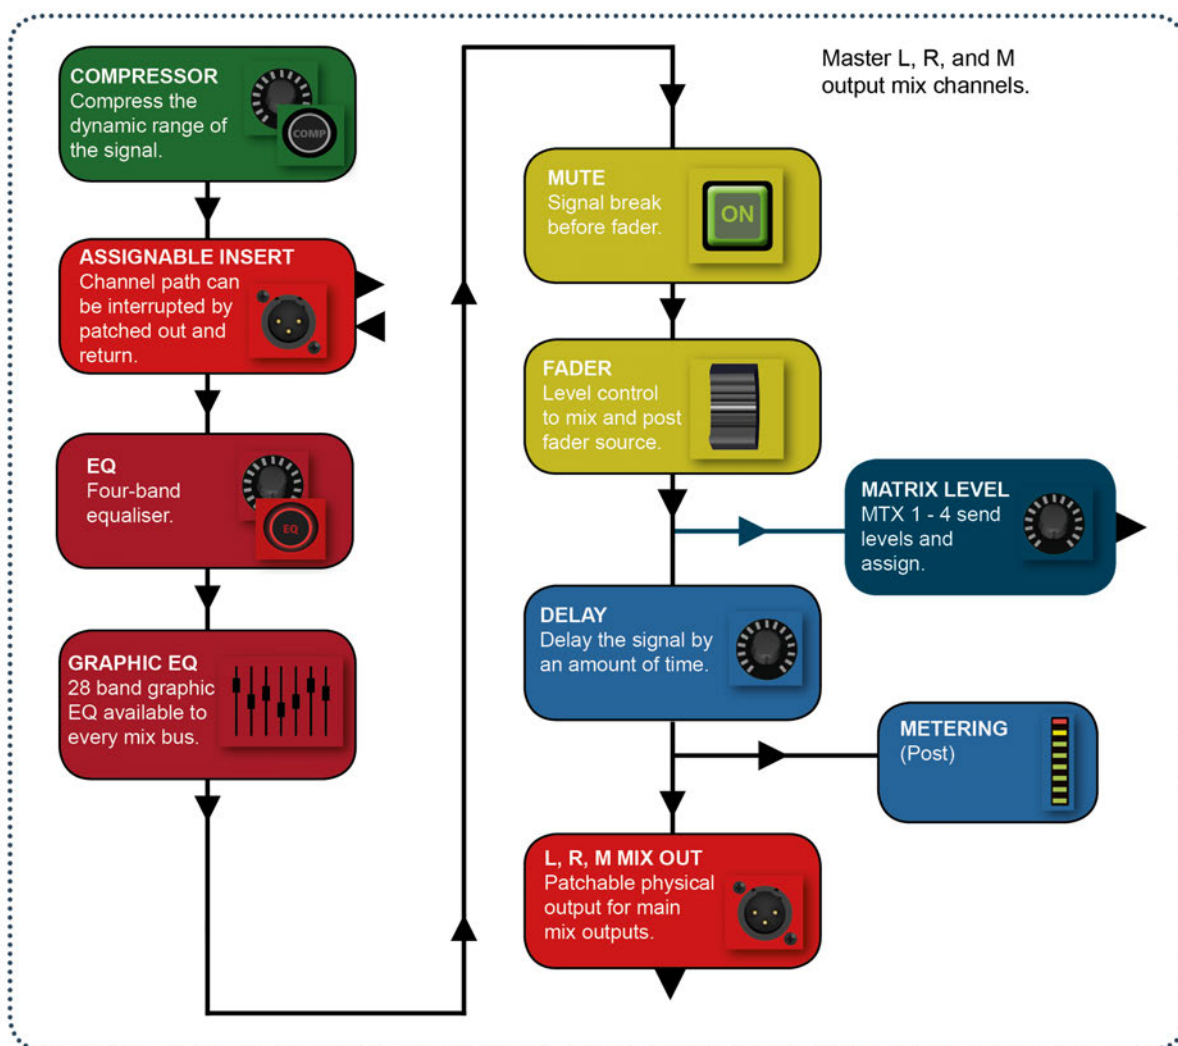 Master L, R, and M
output mix channels.
COMPRESSOR
Compress the
dynamic range of
the signal.
COMP
ASSIGNABLE INSERT
Channel path can
be interrupted by
patched out and
return.
EQ
Four-band
equaliser.
EQ
GRAPHIC EQ
28 band graphic
EQ available to
every mix bus.
MUTE
Signal break
before fader.
ON
FADER
Level control
to mix and post
fader source.
MATRIX LEVEL
MTX 1 - 4 send
levels and
assign.
DELAY
Delay the signal by
an amount of time.
METERING
(Post)
L, R, M MIX OUT
Patchable physical
output for main
mix outputs.